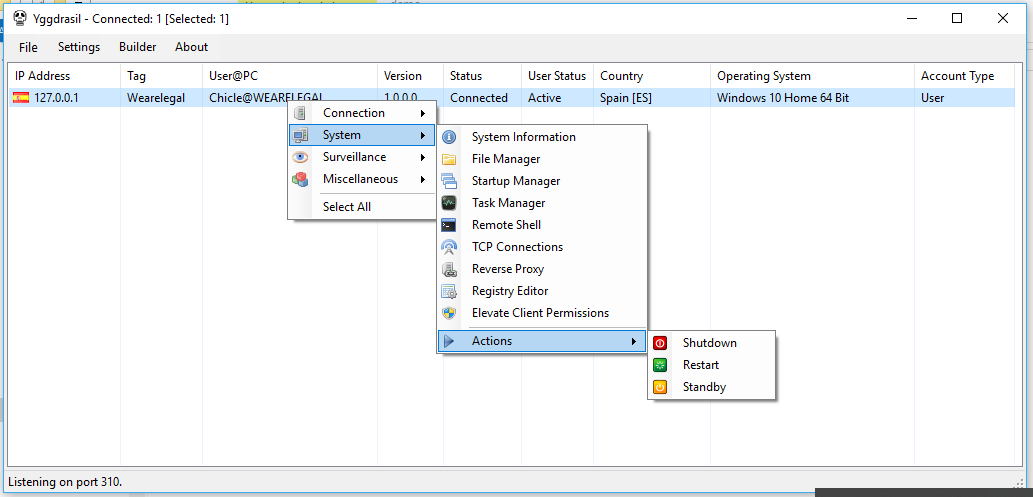 Yggdrasil - Connected: 1 [Selected: 1]
File Settings Builder About
IP Address Tag User@PC Version Status User Status Country Operating System Account Type
127.0.0.1 Wearelegal Chicle@WEARELEGAL 1.0.0.0 Connected Active Spain [ES] Windows 10 Home 64 Bit User
Connection
System
Surveillance
Miscellaneous
Select All
System Information
File Manager
Startup Manager
Task Manager
Remote Shell
TCP Connections
Reverse Proxy
Registry Editor
Elevate Client Permissions
Actions
Shutdown
Restart
Standby
Listening on port 310.